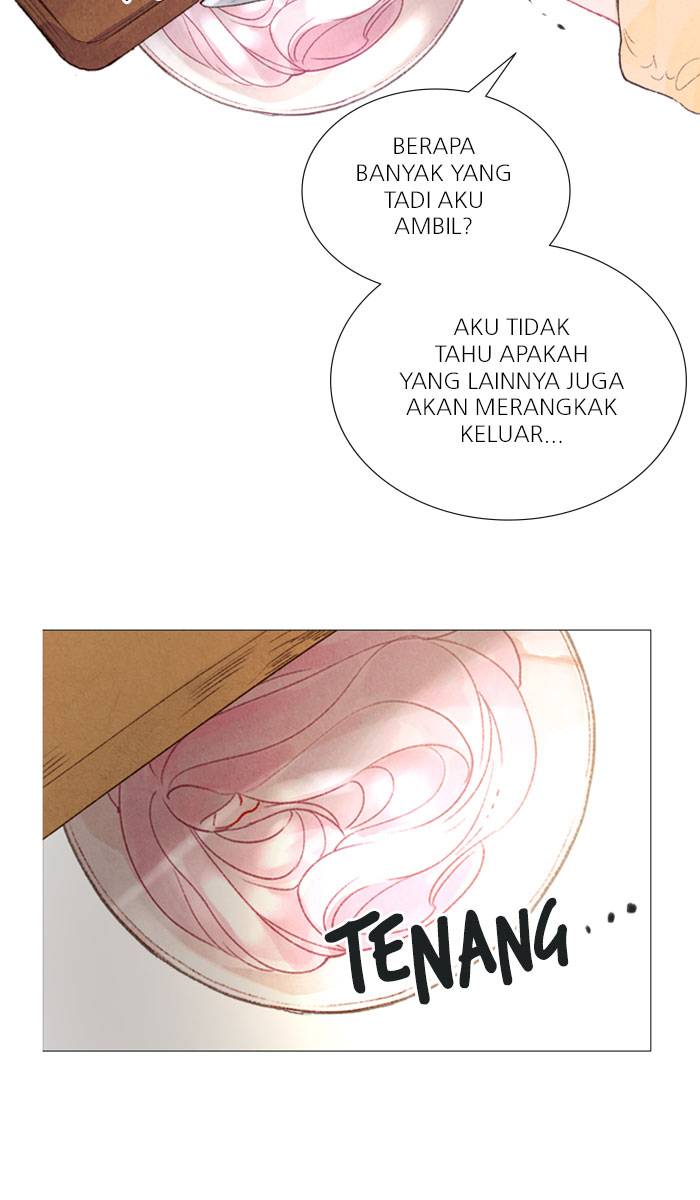 BERAPA
BANYAK YANG
TADI AKU
AMBIL?
AKU TIDAK
TAHU APAKAH
YANG LAINNYA JUGA
AKAN MERANGKAK
KELUAR...
TENANG...